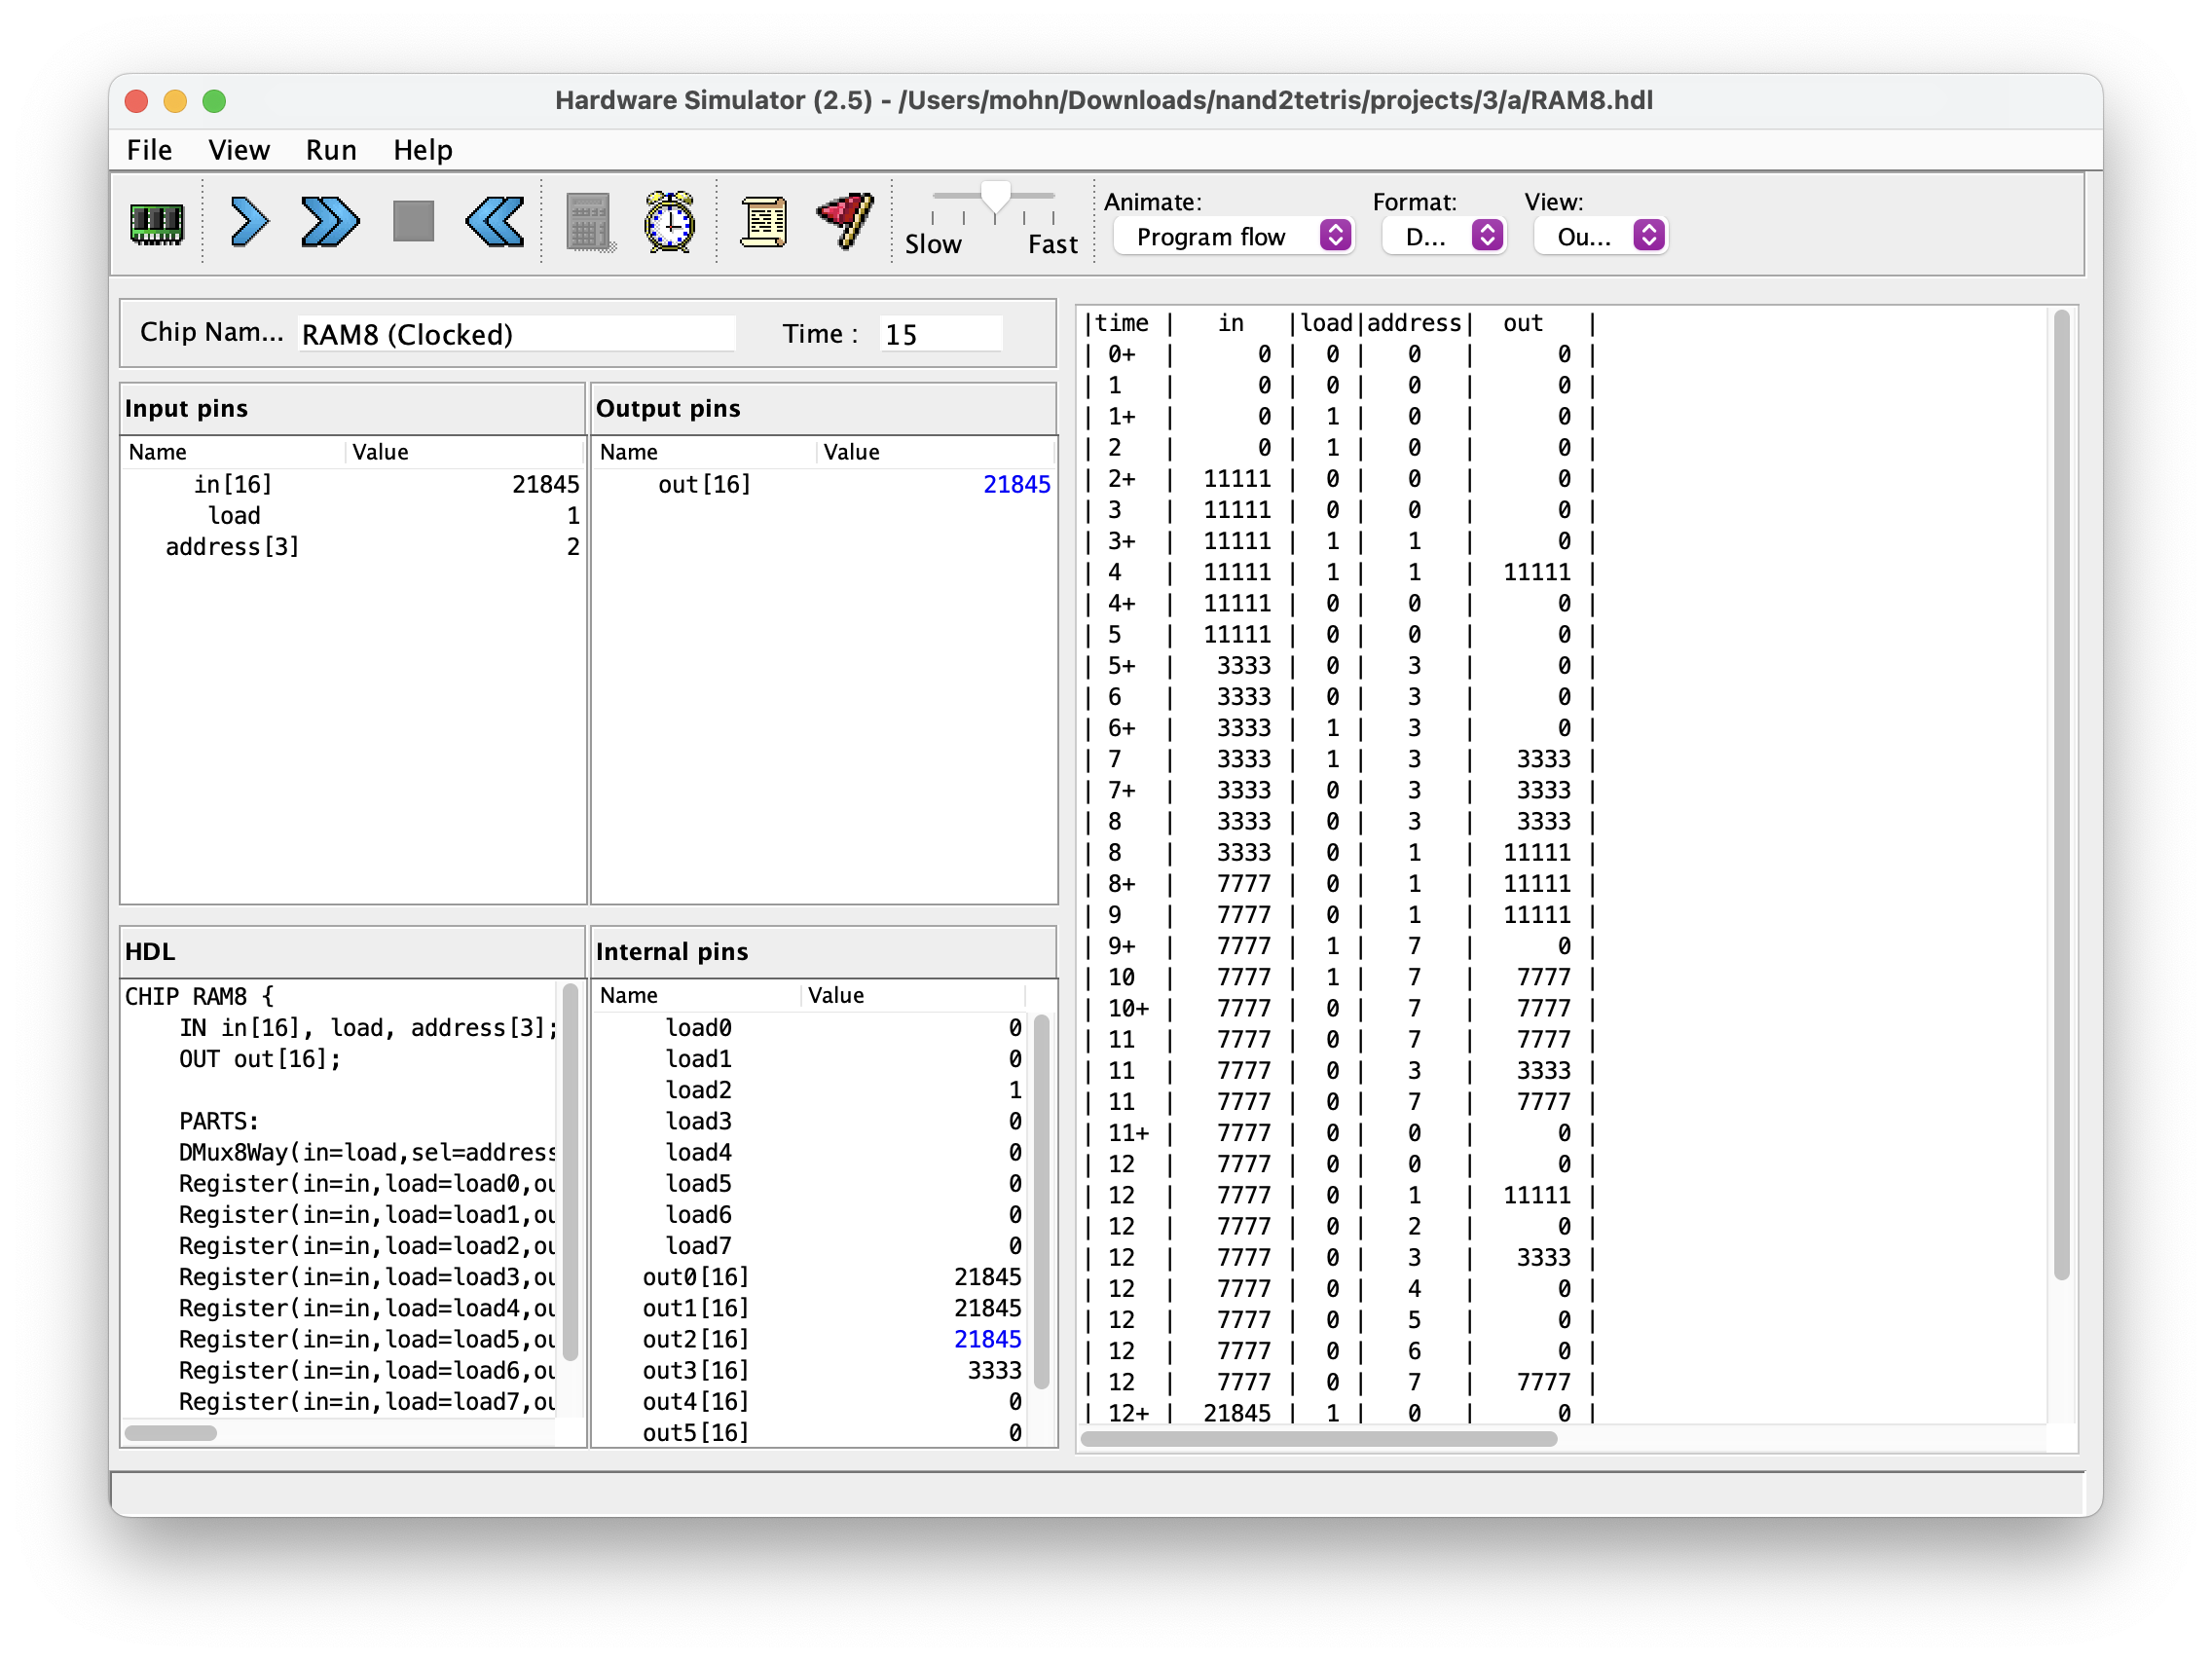 Hardware Simulator (2.5) - /Users/mohn/Downloads/nand2tetris/projects/3/a/RAM8.hdl
File View Run Help
Slow Fast
Animate: Format: View:
Program flow D... Ou...
Chip Nam... RAM8 (Clocked) Time : 15
Input pins
Name Value
in[16] 21845
load 1
address[3] 2
Output pins
Name Value
out[16] 21845
HDL
CHIP RAM8 {
IN in[16], load, address[3];
OUT out[16];
PARTS:
DMux8Way(in=load,sel=address
Register(in=in,load=load0,ou
Register(in=in,load=load1,ou
Register(in=in,load=load2,ou
Register(in=in,load=load3,ou
Register(in=in,load=load4,ou
Register(in=in,load=load5,ou
Register(in=in,load=load6,ou
Register(in=in,load=load7,ou
Internal pins
Name Value
load0 0
load1 0
load2 1
load3 0
load4 0
load5 0
load6 0
load7 0
out0[16] 21845
out1[16] 21845
out2[16] 21845
out3[16] 3333
out4[16] 0
out5[16] 0
|time | in |load|address| out |
| 0+ | 0 | 0 | 0 | 0 |
| 1 | 0 | 0 | 0 | 0 |
| 1+ | 0 | 1 | 0 | 0 |
| 2 | 0 | 1 | 0 | 0 |
| 2+ | 11111 | 0 | 0 | 0 |
| 3 | 11111 | 0 | 0 | 0 |
| 3+ | 11111 | 1 | 1 | 0 |
| 4 | 11111 | 1 | 1 | 11111 |
| 4+ | 11111 | 0 | 0 | 0 |
| 5 | 11111 | 0 | 0 | 0 |
| 5+ | 3333 | 0 | 3 | 0 |
| 6 | 3333 | 0 | 3 | 0 |
| 6+ | 3333 | 1 | 3 | 0 |
| 7 | 3333 | 1 | 3 | 3333 |
| 7+ | 3333 | 0 | 3 | 3333 |
| 8 | 3333 | 0 | 3 | 3333 |
| 8 | 3333 | 0 | 1 | 11111 |
| 8+ | 7777 | 0 | 1 | 11111 |
| 9 | 7777 | 0 | 1 | 11111 |
| 9+ | 7777 | 1 | 7 | 0 |
| 10 | 7777 | 1 | 7 | 7777 |
| 10+ | 7777 | 0 | 7 | 7777 |
| 11 | 7777 | 0 | 7 | 7777 |
| 11 | 7777 | 0 | 3 | 3333 |
| 11 | 7777 | 0 | 7 | 7777 |
| 11+ | 7777 | 0 | 0 | 0 |
| 12 | 7777 | 0 | 0 | 0 |
| 12 | 7777 | 0 | 1 | 11111 |
| 12 | 7777 | 0 | 2 | 0 |
| 12 | 7777 | 0 | 3 | 3333 |
| 12 | 7777 | 0 | 4 | 0 |
| 12 | 7777 | 0 | 5 | 0 |
| 12 | 7777 | 0 | 6 | 0 |
| 12 | 7777 | 0 | 7 | 7777 |
| 12+ | 21845 | 1 | 0 | 0 |